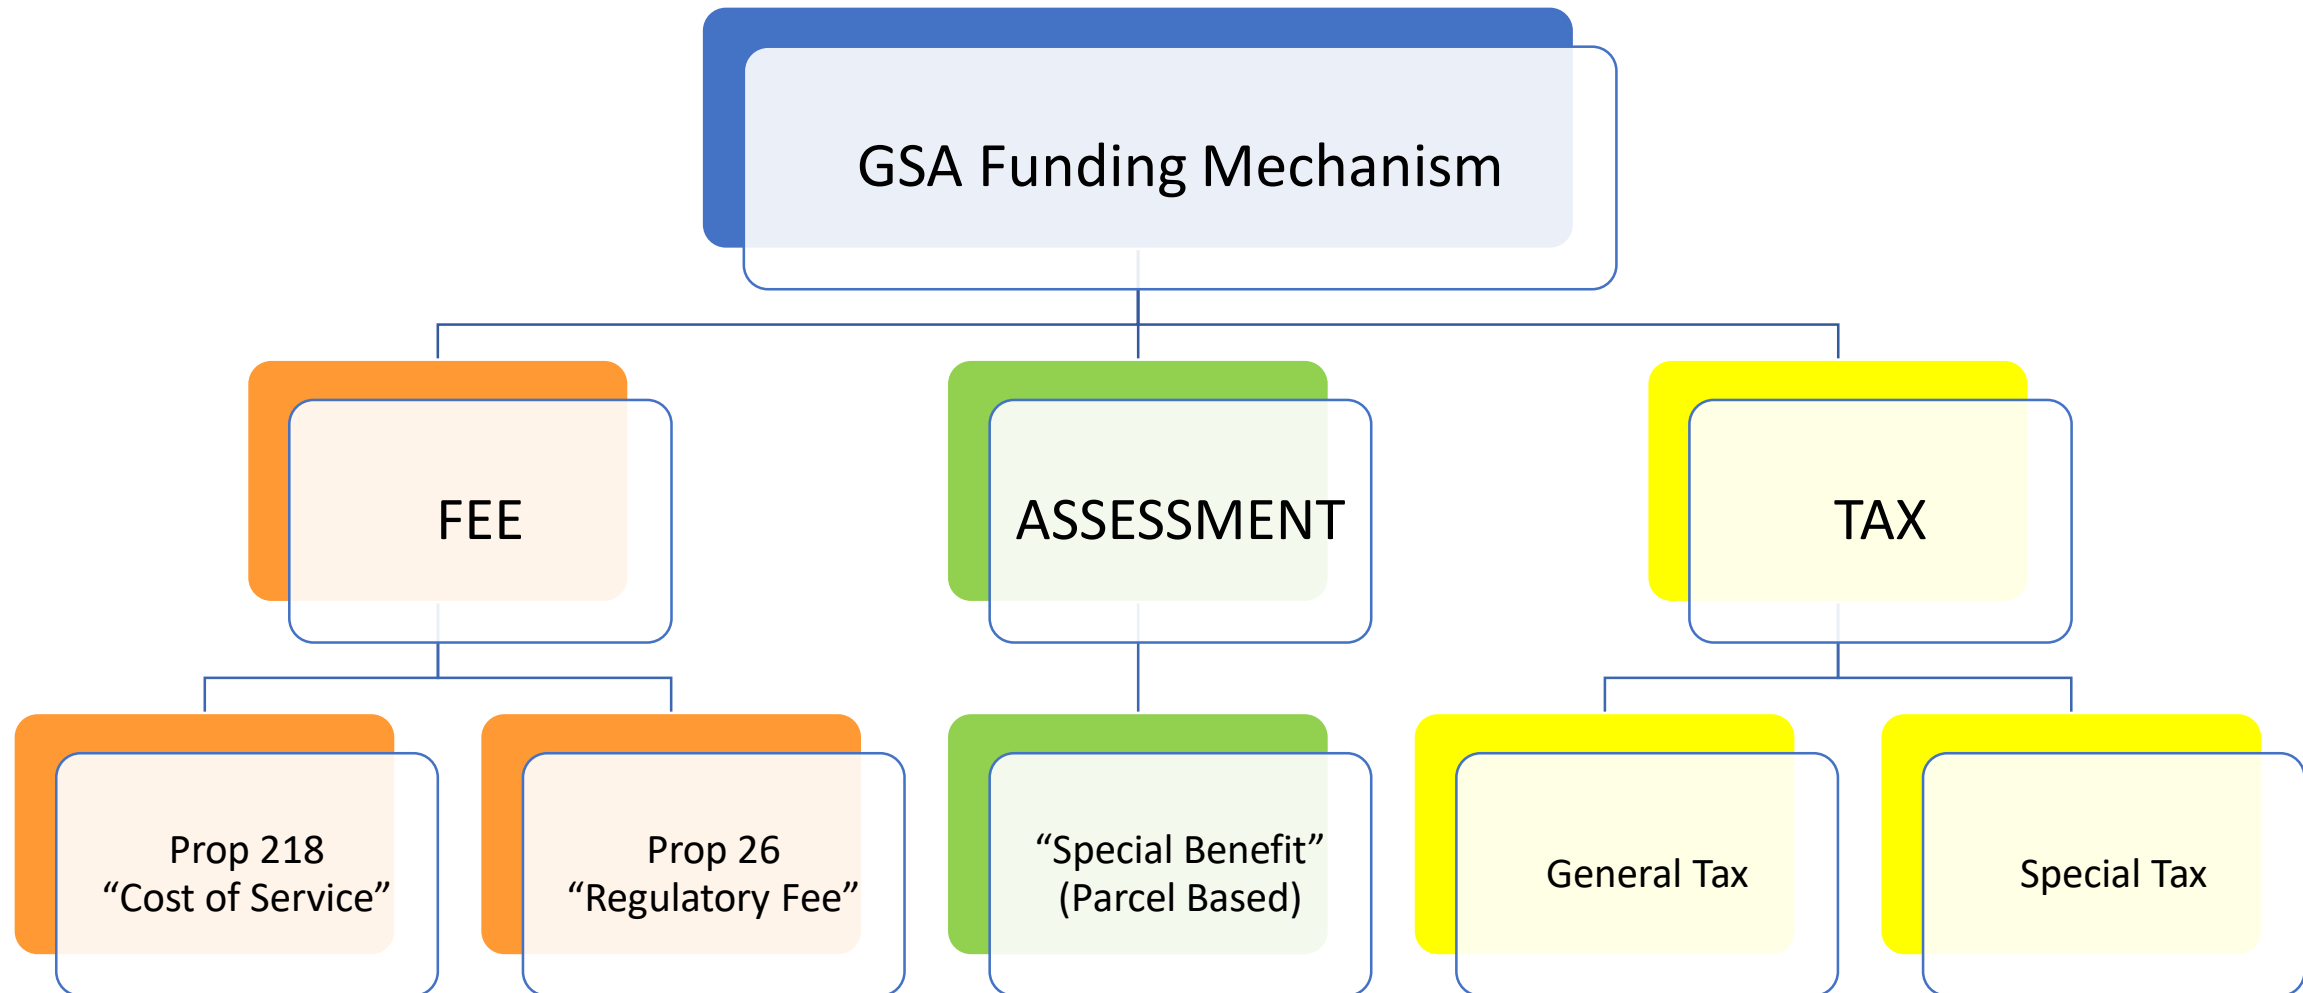 GSA Funding Mechanism
FEE
ASSESSMENT
TAX
Prop 218
“Cost of Service”
Prop 26
“Regulatory Fee”
“Special Benefit”
(Parcel Based)
General Tax
Special Tax